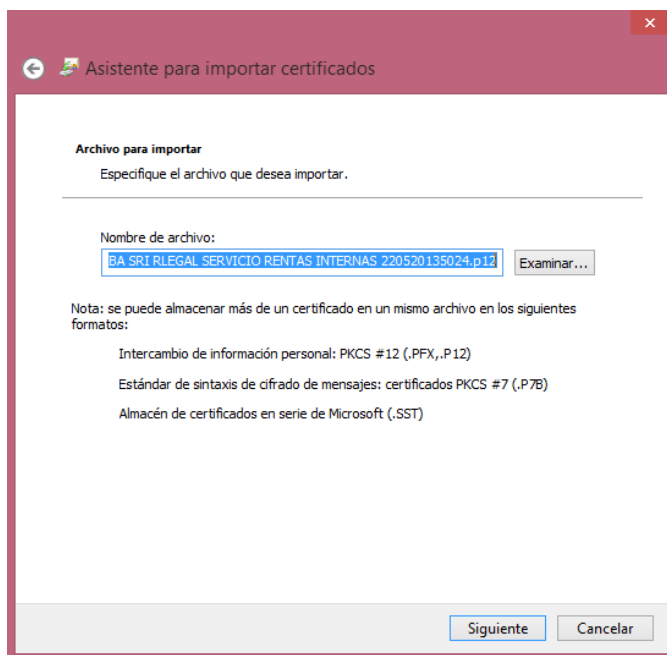 Asistente para importar certificados
Archivo para importar
Especifique el archivo que desea importar.
Nombre de archivo:
BA SRI RLEGAL SERVICIO RENTAS INTERNAS 220520135024.p12
Examinar...
Nota: se puede almacenar más de un certificado en un mismo archivo en los siguientes
formatos:
Intercambio de información personal: PKCS #12 (.PFX,.P12)
Estándar de sintaxis de cifrado de mensajes: certificados PKCS #7 (.P7B)
Almacén de certificados en serie de Microsoft (.SST)
Siguiente
Cancelar